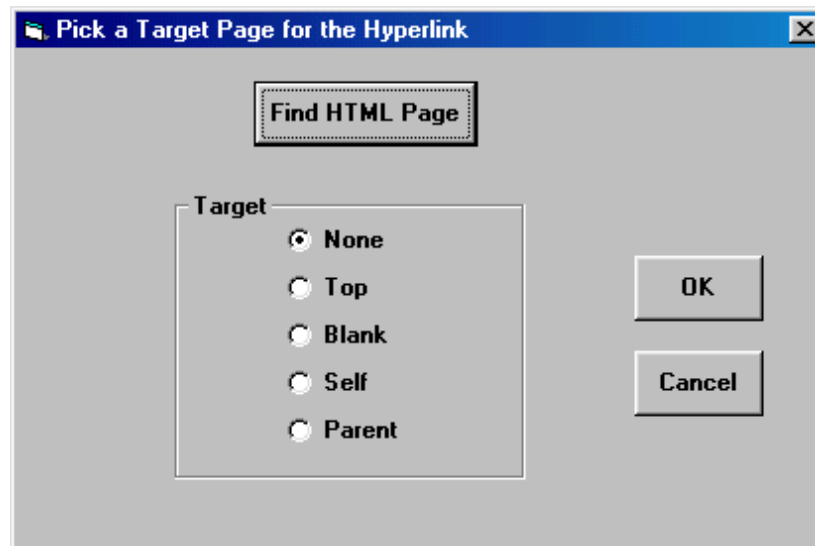 Pick a Target Page for the Hyperlink
Find HTML Page
Target
None
Top
Blank
Self
Parent
OK
Cancel